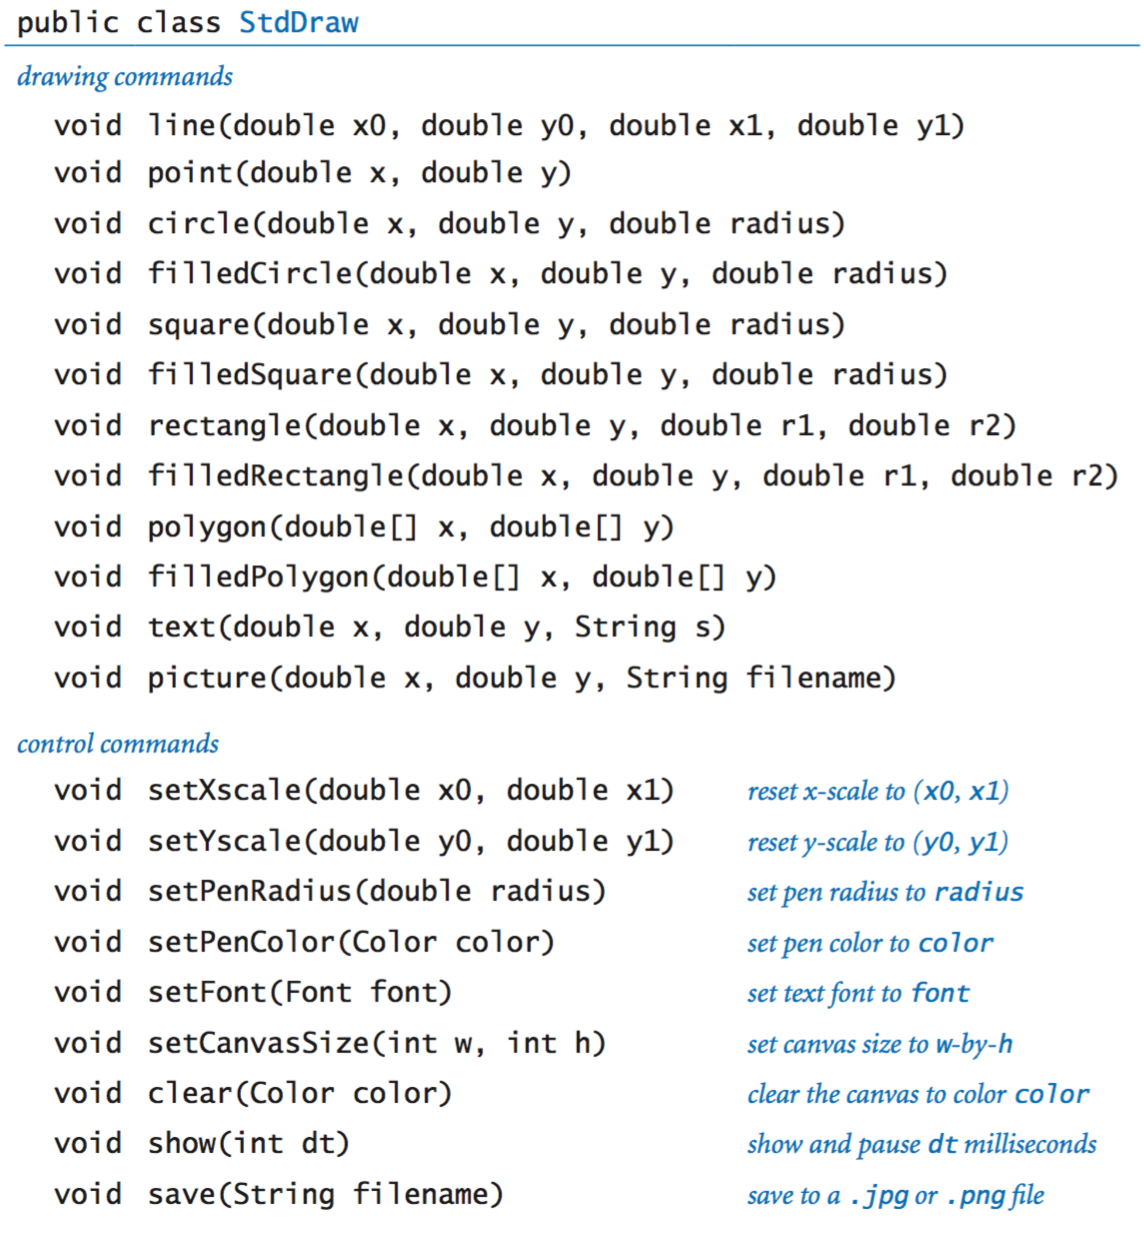 public class StdDraw
drawing commands
void line(double x0, double y0, double x1, double y1)
void point(double x, double y)
void circle(double x, double y, double radius)
void filledCircle(double x, double y, double radius)
void square(double x, double y, double radius)
void filledSquare(double x, double y, double radius)
void rectangle(double x, double y, double r1, double r2)
void filledRectangle(double x, double y, double r1, double r2)
void polygon(double[] x, double[] y)
void filledPolygon(double[] x, double[] y)
void text(double x, double y, String s)
void picture(double x, double y, String filename)
control commands
void setXscale(double x0, double x1) reset x-scale to (x0, x1)
void setYscale(double y0, double y1) reset y-scale to (y0, y1)
void setPenRadius(double radius) set pen radius to radius
void setPenColor(Color color) set pen color to color
void setFont(Font font) set text font to font
void setCanvasSize(int w, int h) set canvas size to w-by-h
void clear(Color color) clear the canvas to color color
void show(int dt) show and pause dt milliseconds
void save(String filename) save to a .jpg or .png file